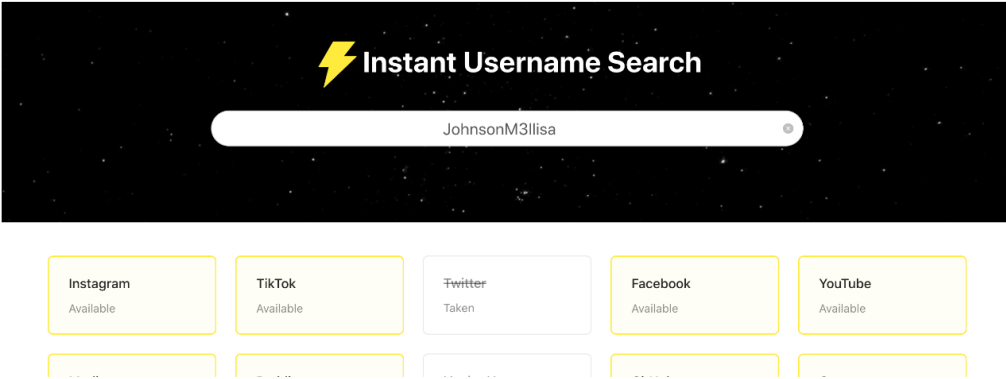 Instant Username Search
JohnsonM3llisa
Instagram
Available
TikTok
Available
Twitter
Taken
Facebook
Available
YouTube
Available